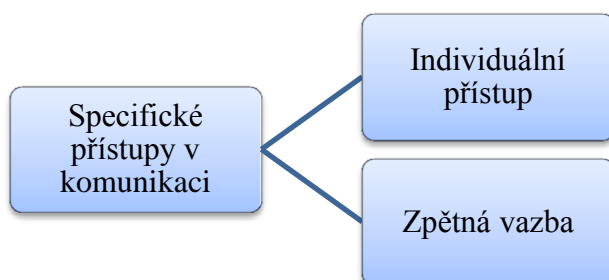 Specifické
přístupy v
komunikaci
Individuální
přístup
Zpětná vazba